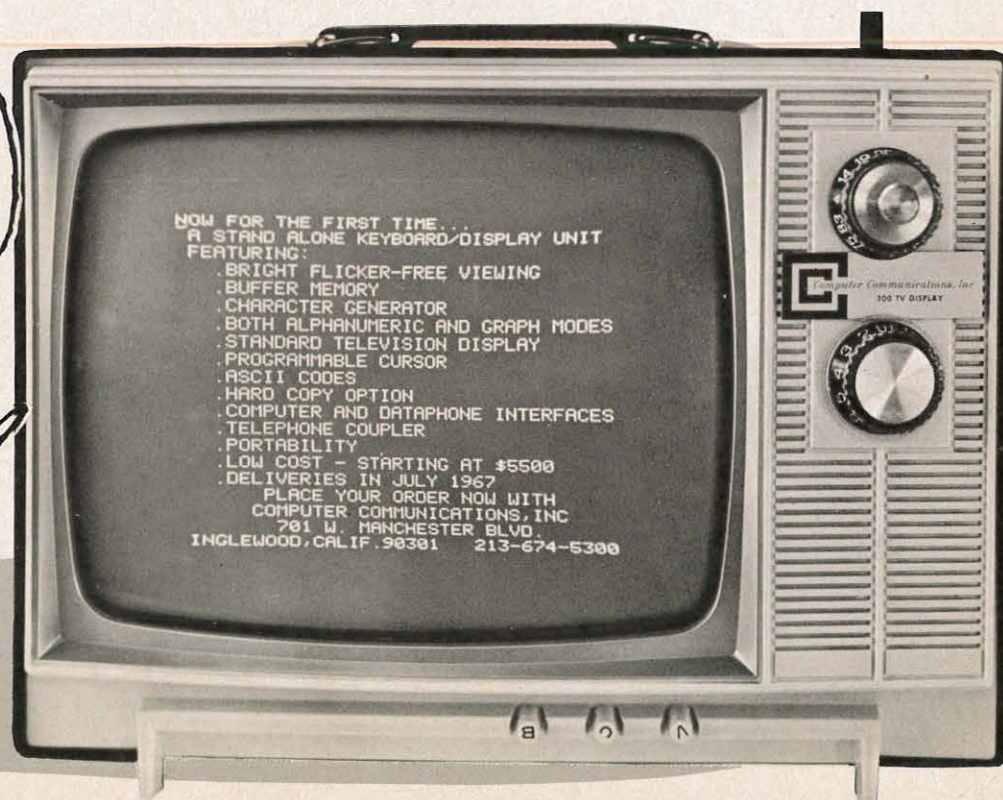 NOW FOR THE FIRST TIME...
A STAND ALONE KEYBOARD/DISPLAY UNIT
FEATURING:
.BRIGHT FLICKER-FREE VIEWING
.BUFFER MEMORY
.CHARACTER GENERATOR
.BOTH ALPHANUMERIC AND GRAPH MODES
.STANDARD TELEVISION DISPLAY
.PROGRAMMABLE CURSOR
.ASCII CODES
.HARD COPY OPTION
.COMPUTER AND DATAPHONE INTERFACES
.TELEPHONE COUPLER
.PORTABILITY
.LOW COST - STARTING AT $5500
.DELIVERIES IN JULY 1967
PLACE YOUR ORDER NOW WITH
COMPUTER COMMUNICATIONS,INC
701 W. MANCHESTER BLVD.
INGLEWOOD,CALIF.90301 213-674-5300
Computer Communications, Inc
300 TV DISPLAY
B C V